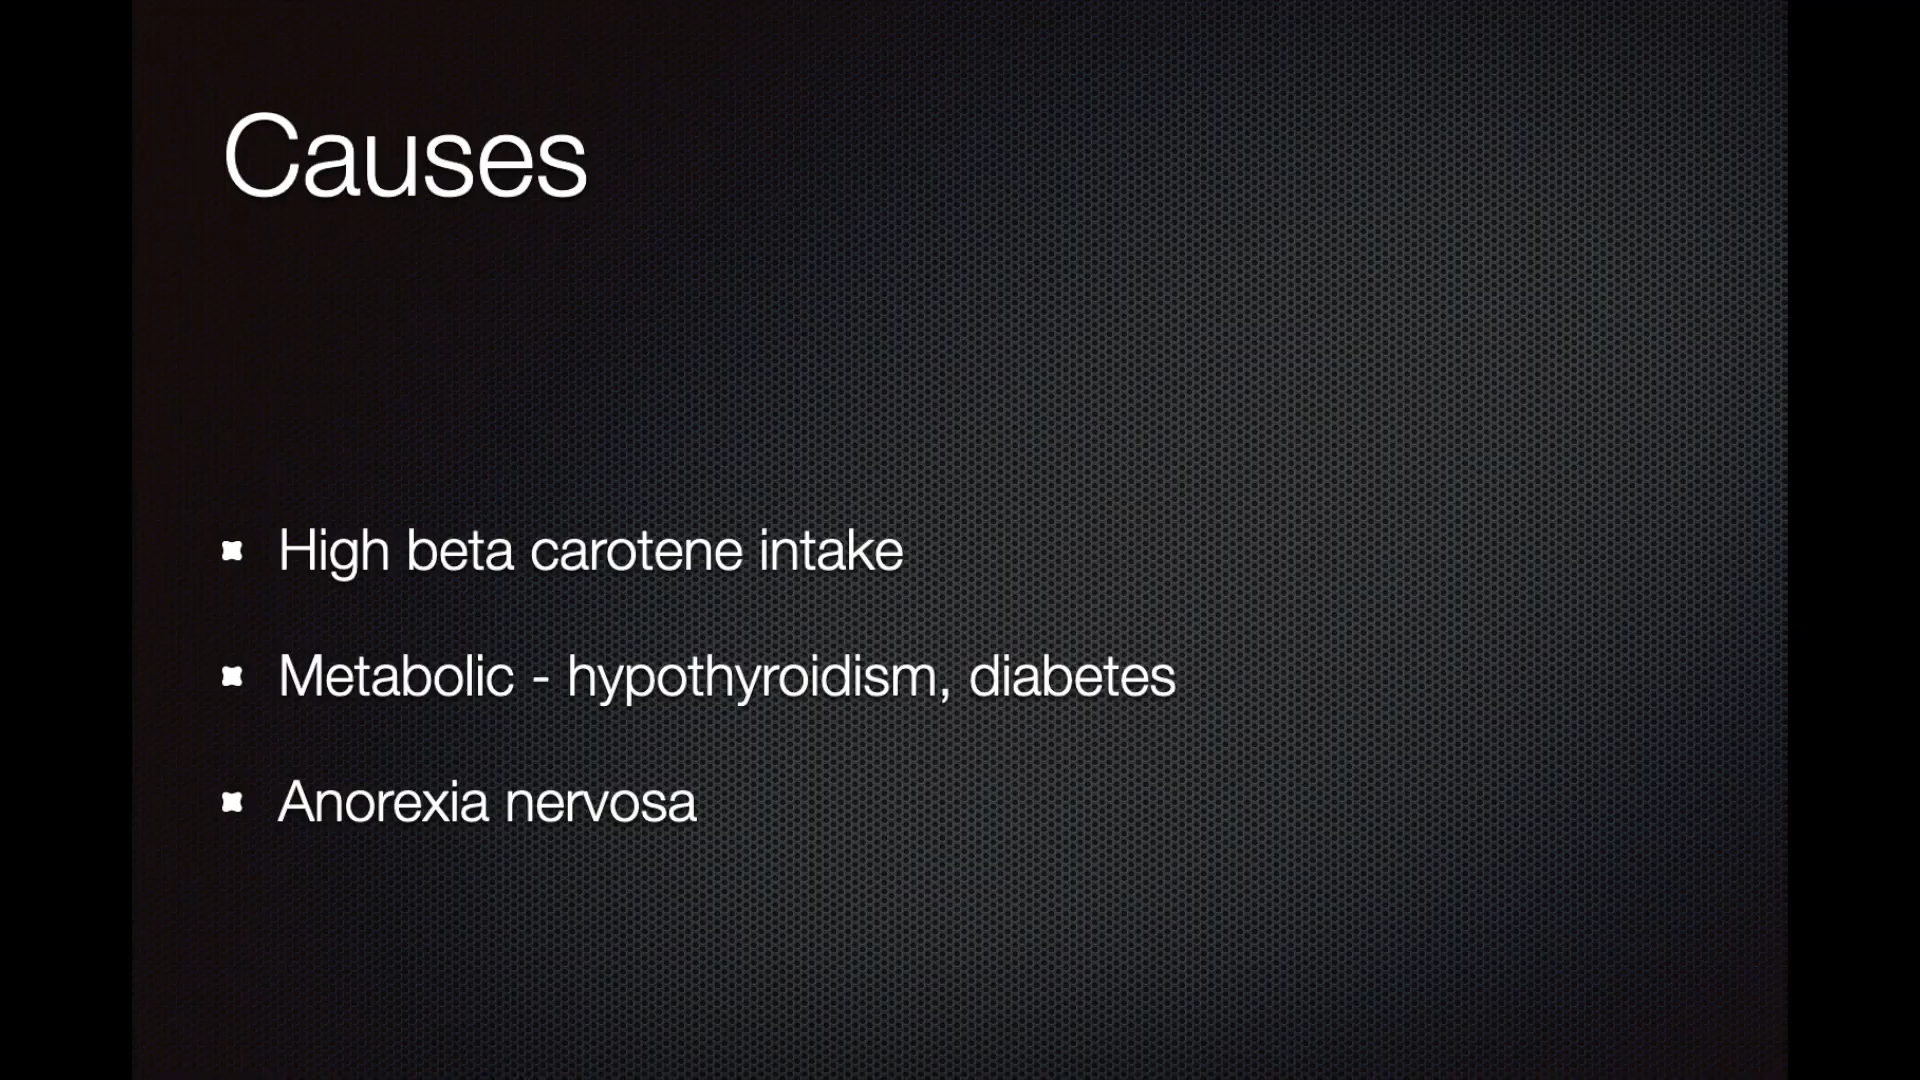 Causes
High beta carotene intake
Metabolic - hypothyroidism, diabetes
Anorexia nervosa